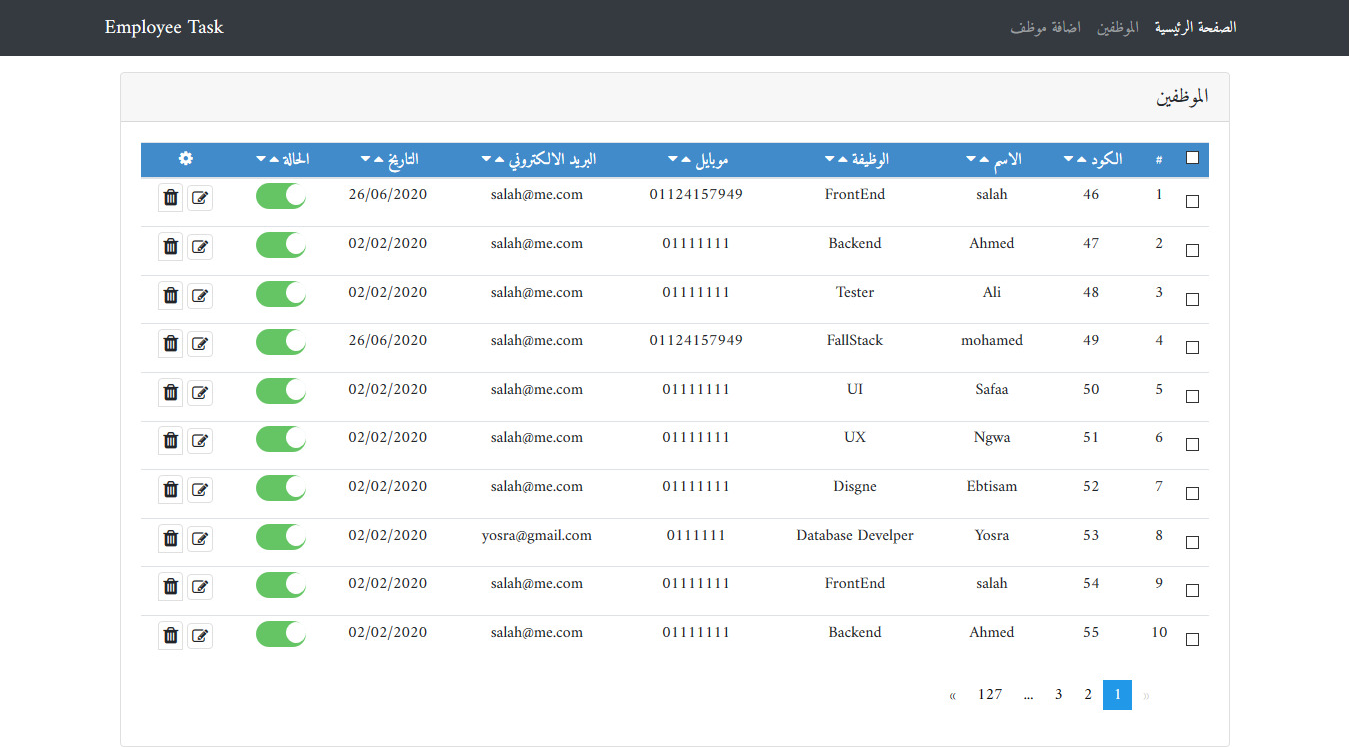 الصفحة الرئيسية الموظفين اضافة موظف Employee Task
الموظفين
# الكود الاسم الوظيفة موبايل البريد الالكتروني التاريخ الحالة
1 46 salah FrontEnd 01124157949 salah@me.com 26/06/2020
2 47 Ahmed Backend 01111111 salah@me.com 02/02/2020
3 48 Ali Tester 01111111 salah@me.com 02/02/2020
4 49 mohamed FallStack 01124157949 salah@me.com 26/06/2020
5 50 Safaa UI 01111111 salah@me.com 02/02/2020
6 51 Ngwa UX 01111111 salah@me.com 02/02/2020
7 52 Ebtisam Disgne 01111111 salah@me.com 02/02/2020
8 53 Yosra Database Develper 0111111 yosra@gmail.com 02/02/2020
9 54 salah FrontEnd 01111111 salah@me.com 02/02/2020
10 55 Ahmed Backend 01111111 salah@me.com 02/02/2020
« 1 2 3 ... 127 »